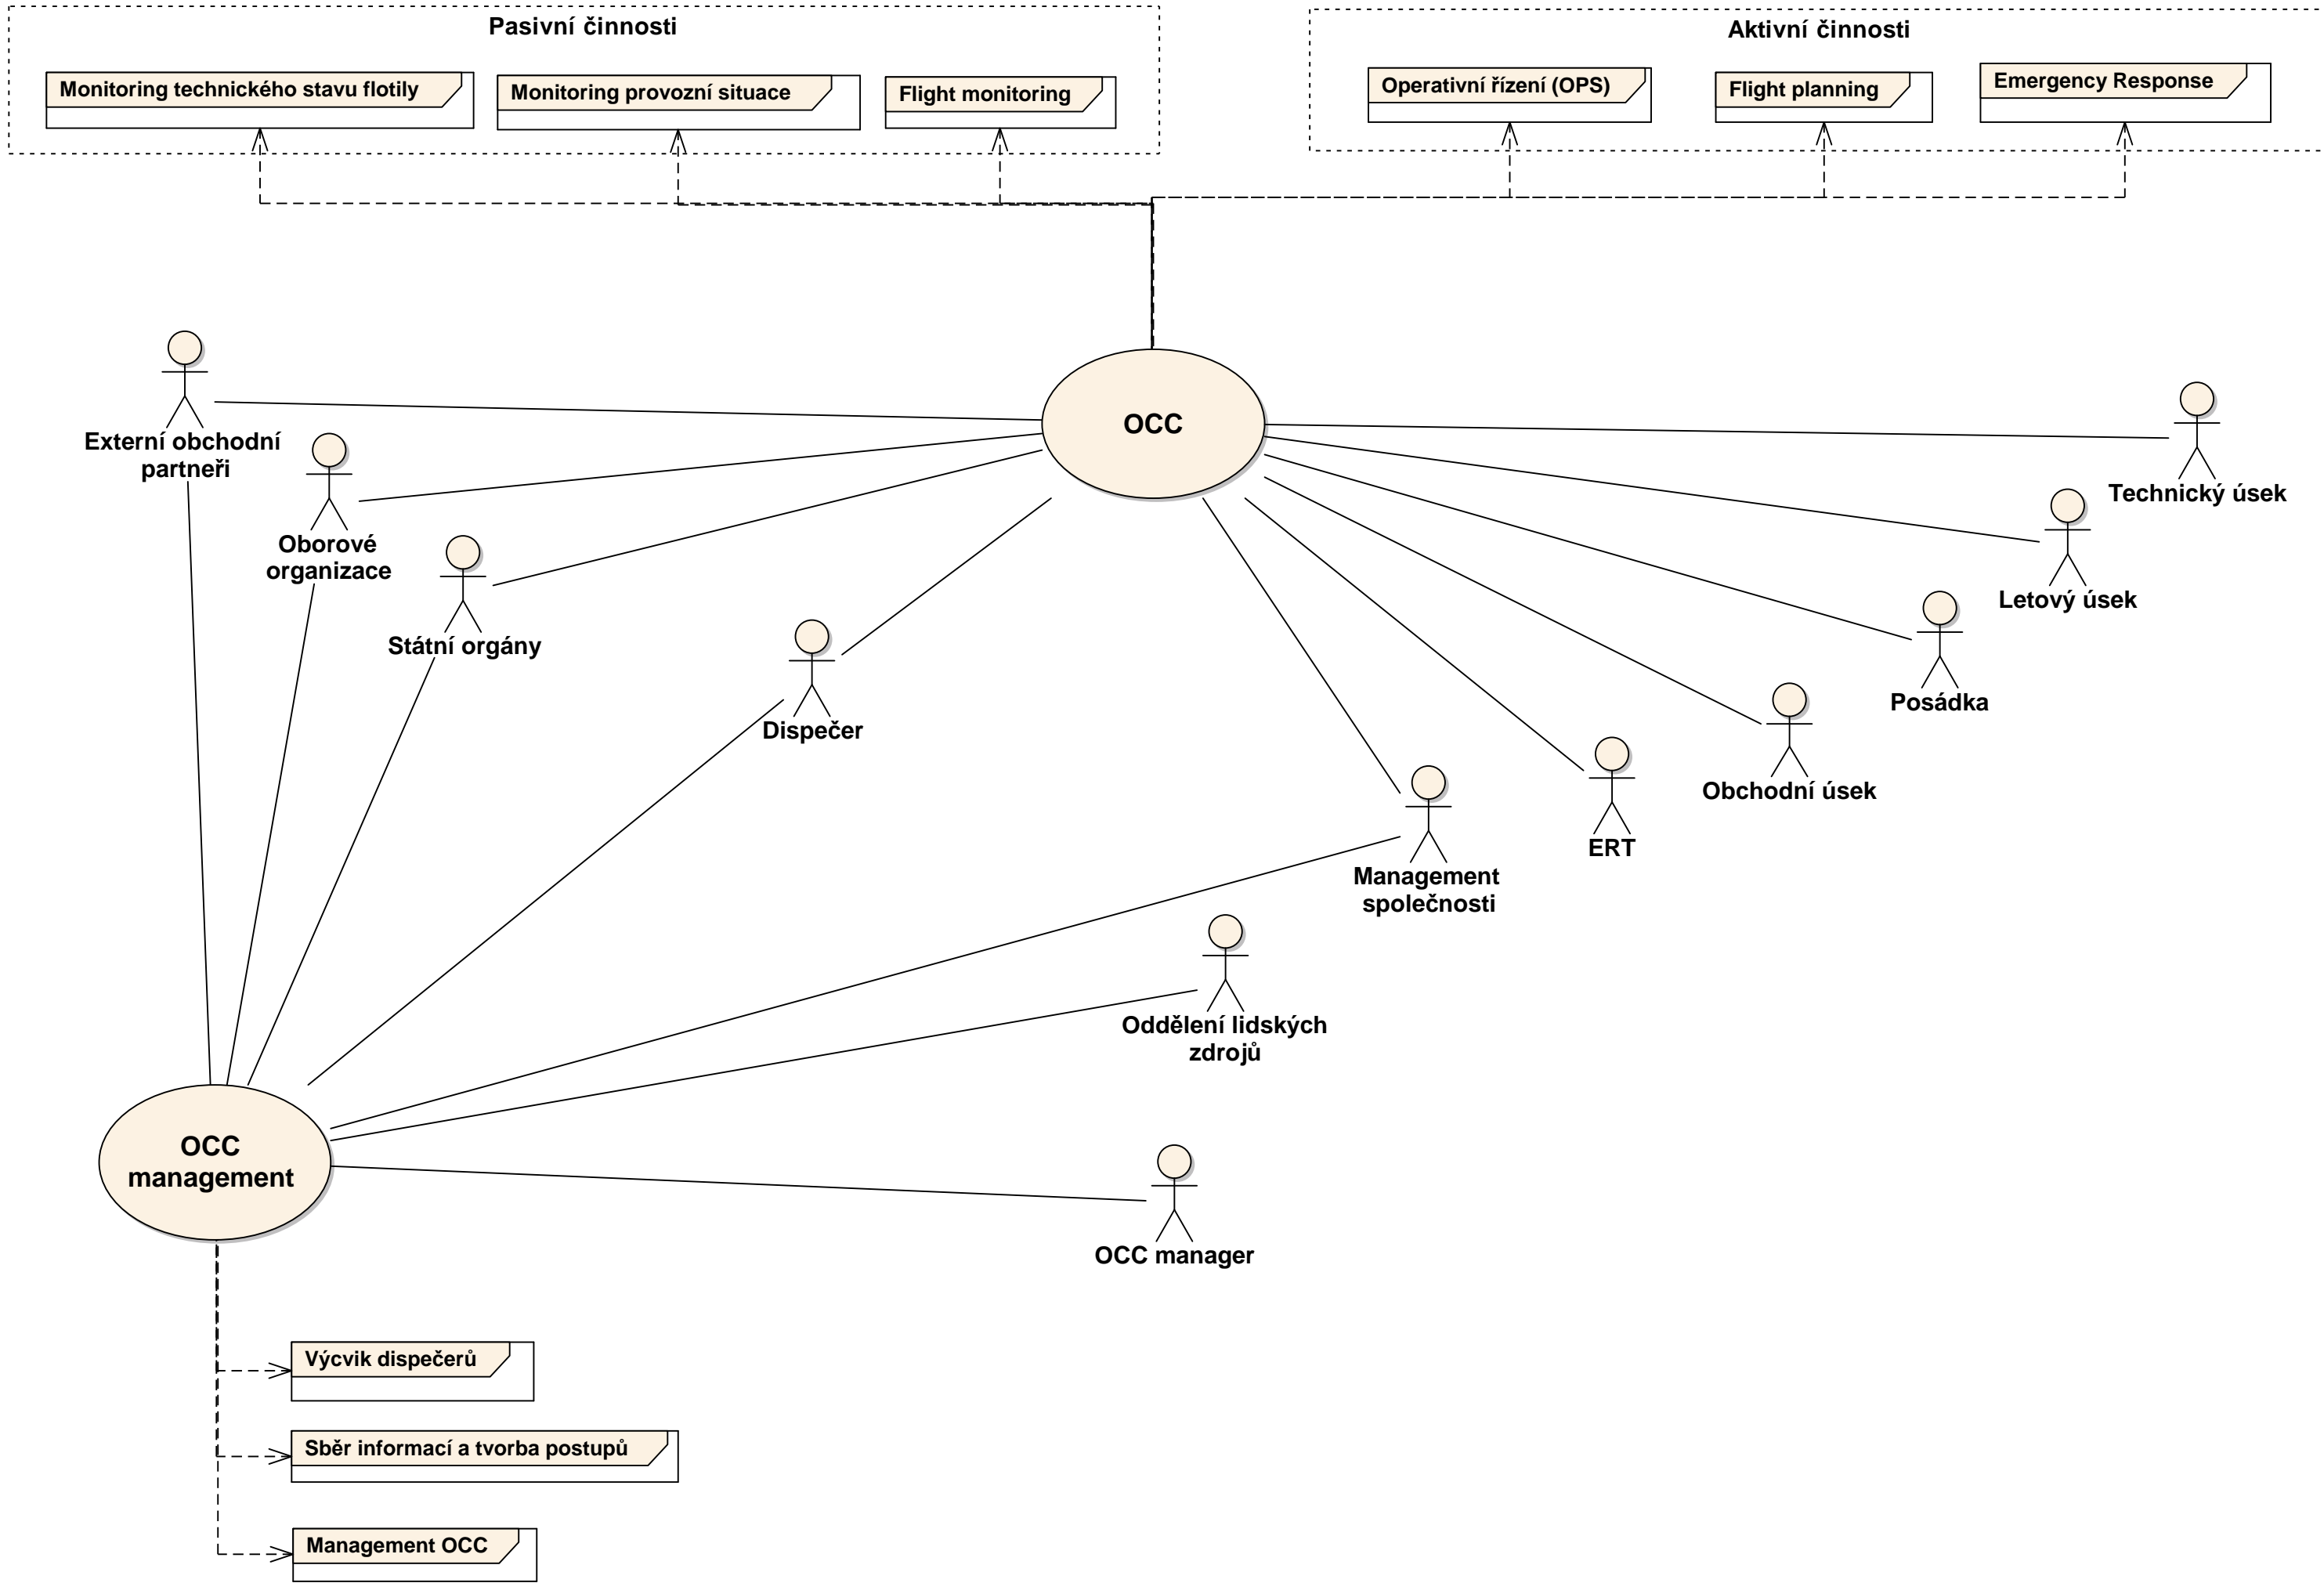 Pasivní činnosti
Aktivní činnosti
Monitoring technického stavu flotily
Monitoring provozní situace
Flight monitoring
Operativní řízení (OPS)
Flight planning
Emergency Response
OCC
Externí obchodní
partneři
Oborové
organizace
Státní orgány
Dispečer
Technický úsek
Letový úsek
Posádka
Obchodní úsek
ERT
Management
společnosti
Oddělení lidských
zdrojů
OCC
management
OCC manager
Výcvik dispečerů
Sběr informací a tvorba postupů
Management OCC